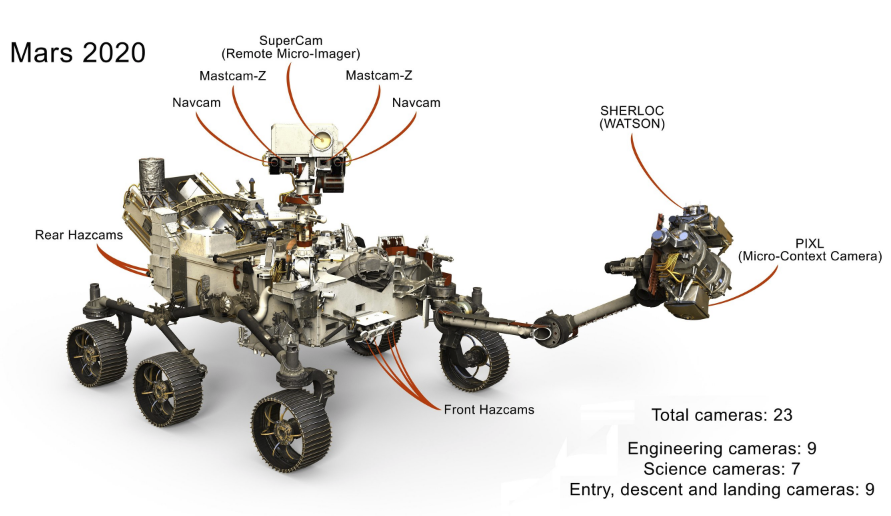 Mars 2020
SuperCam
(Remote Micro-Imager)
Mastcam-Z
Mastcam-Z
Navcam
Navcam
SHERLOC
(WATSON)
Rear Hazcams
PIXL
(Micro-Context Camera)
Front Hazcams
Total cameras: 23
Engineering cameras: 9
Science cameras: 7
Entry, descent and landing cameras: 9